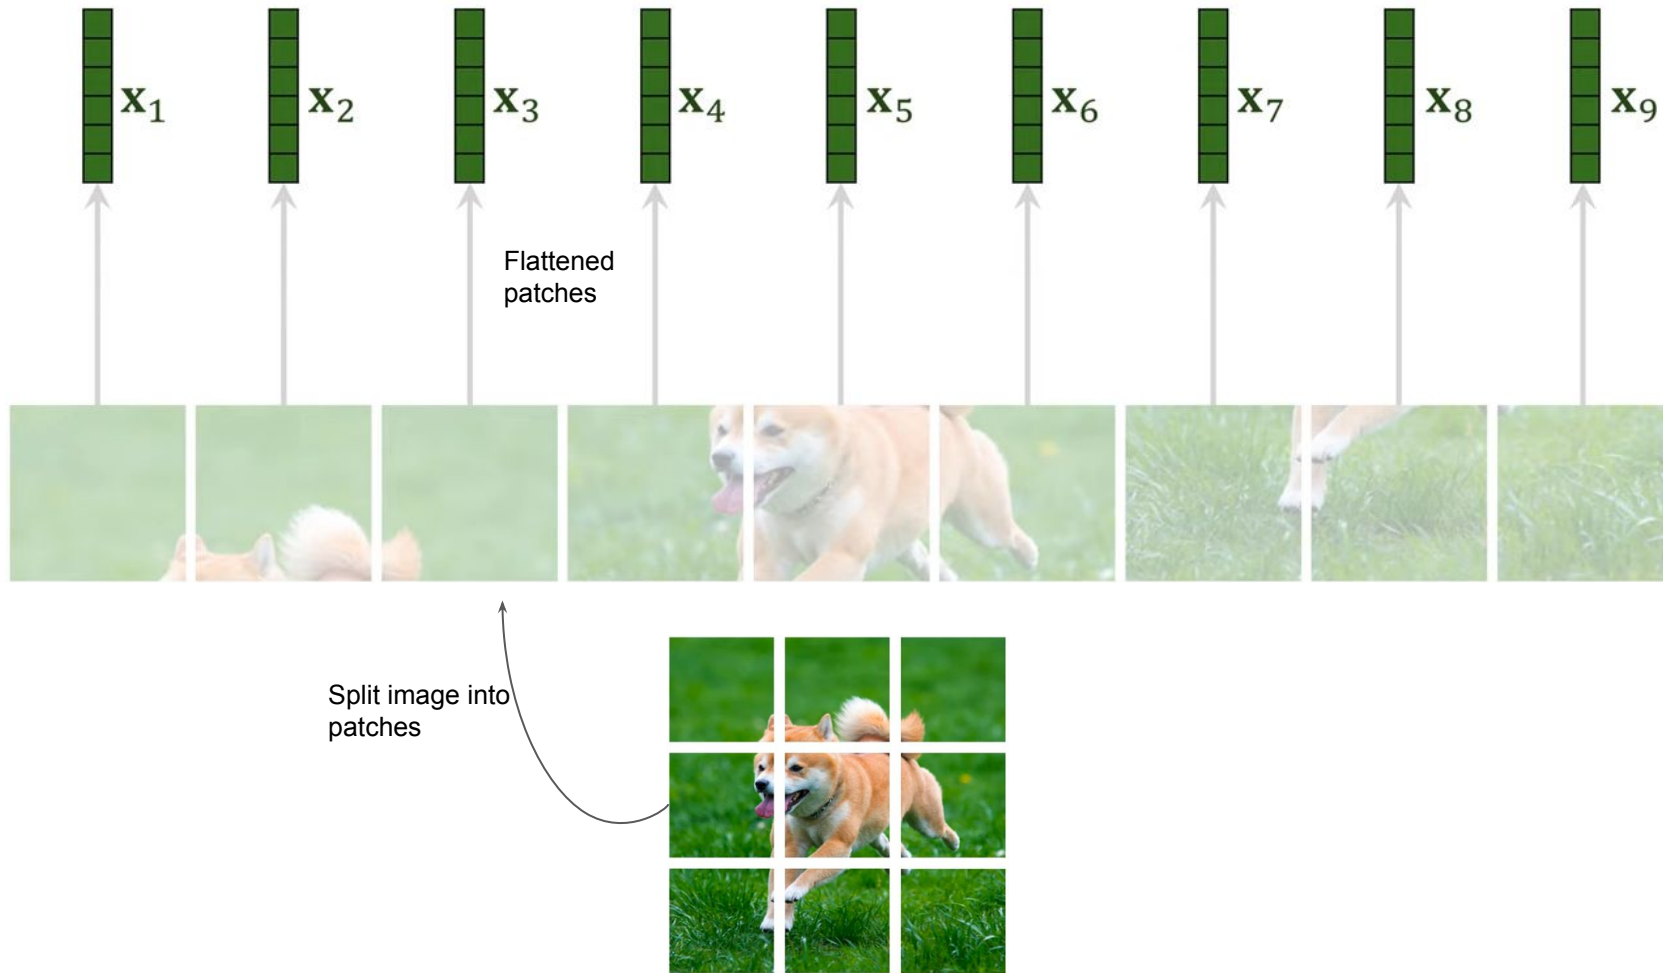 x₁ x₂ x₃ x₄ x₅ x₆ x₇ x₈ x₉
Flattened
patches
Split image into
patches